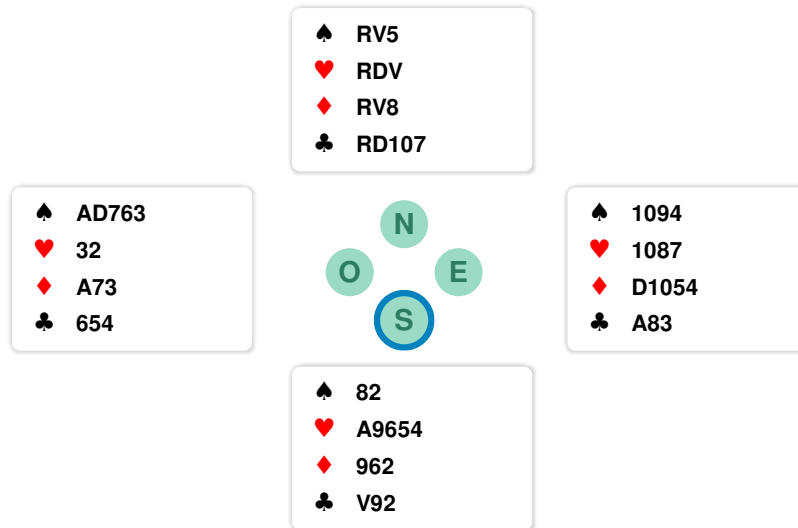 ♠ RV5
♥ RDV
♦ RV8
♣ RD107
♠ AD763
♥ 32
♦ A73
♣ 654
N
O E
S
♠ 1094
♥ 1087
♦ D1054
♣ A83
♠ 82
♥ A9654
♦ 962
♣ V92